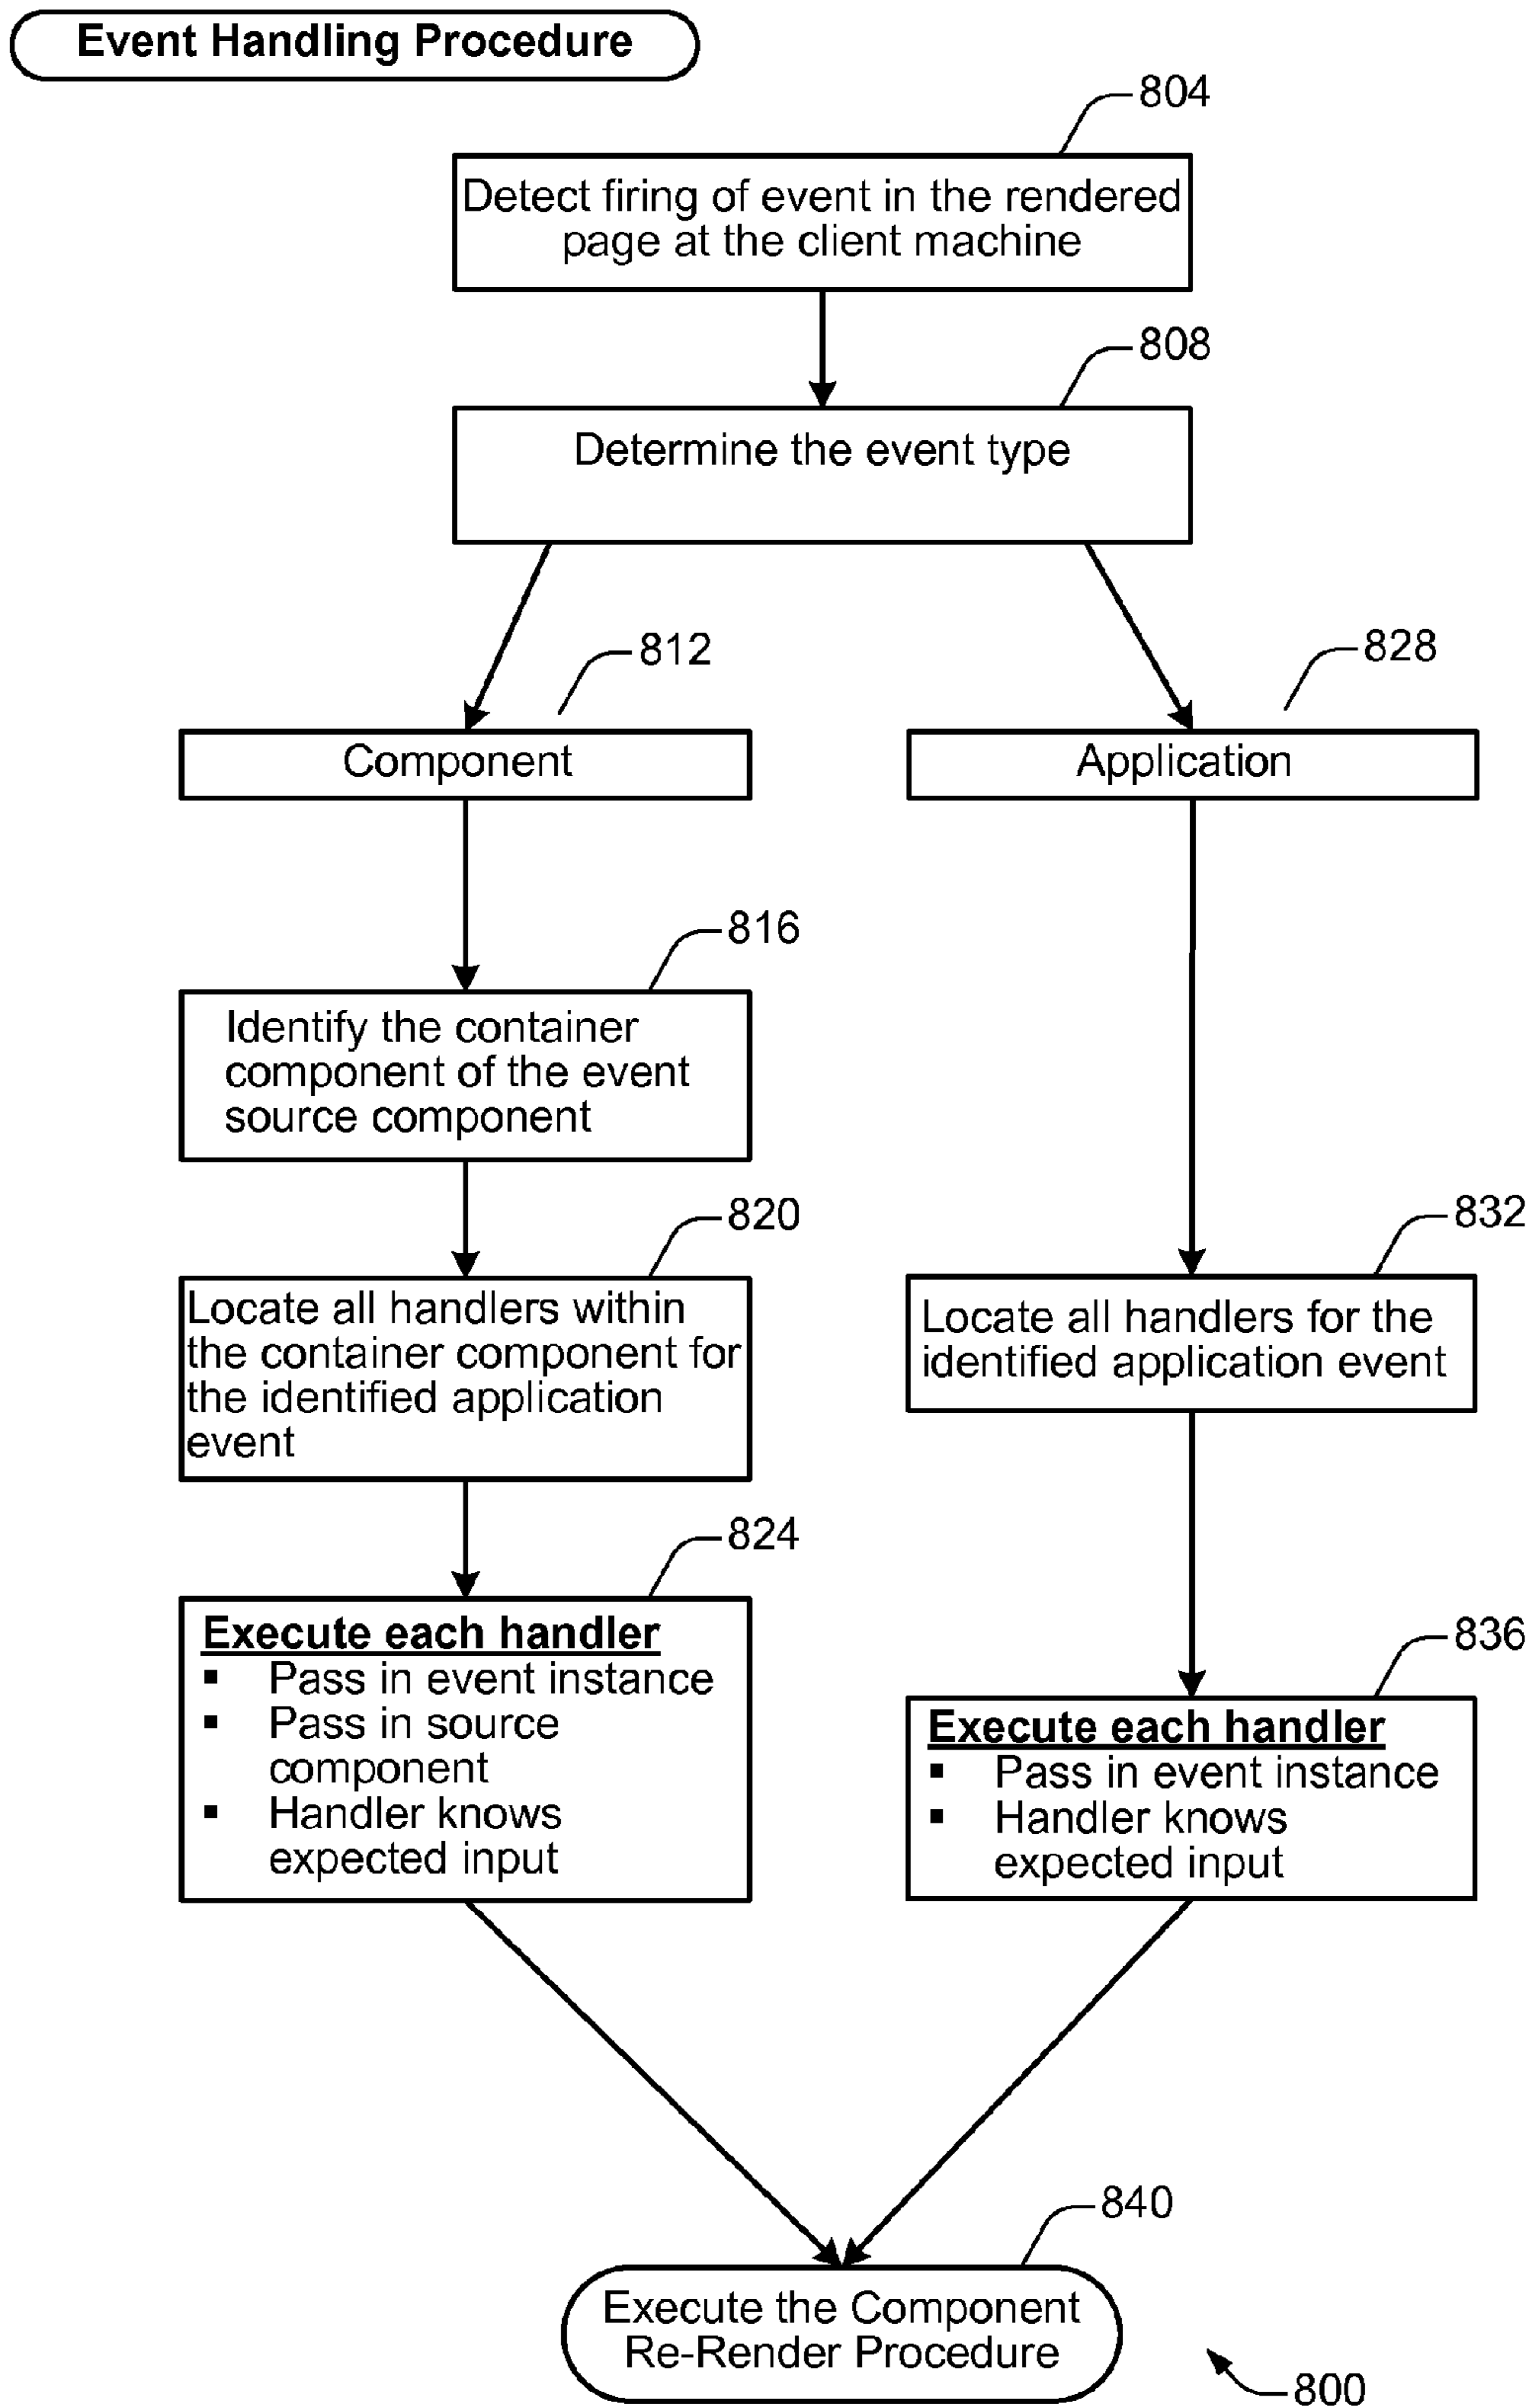 Event Handling Procedure
804
Detect firing of event in the rendered
page at the client machine
808
Determine the event type
812
828
Component
Application
816
Identify the container
component of the event
source component
820
832
Locate all handlers within
the container component for
the identified application
event
Locate all handlers for the
identified application event
824
836
Execute each handler
▪ Pass in event instance
▪ Pass in source
component
▪ Handler knows
expected input
Execute each handler
▪ Pass in event instance
▪ Handler knows
expected input
840
Execute the Component
Re-Render Procedure
800